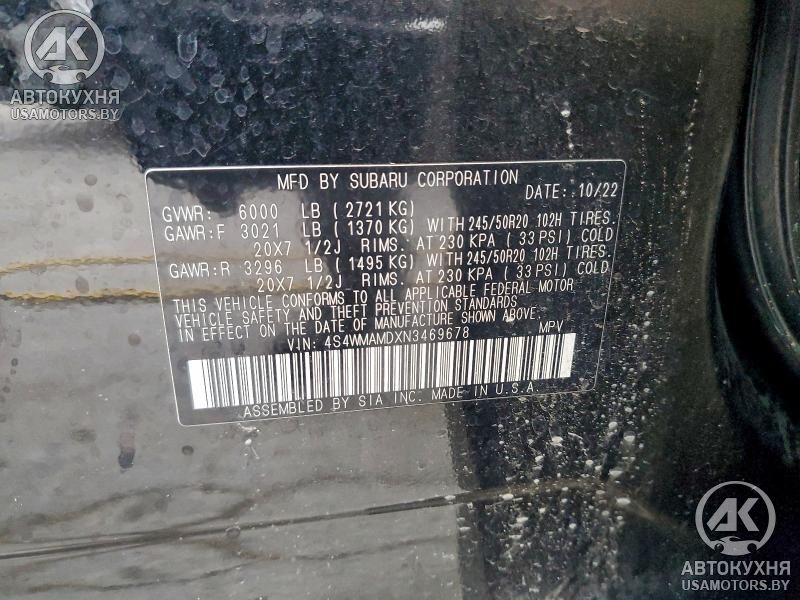 AK
АВТОКУХНЯ
USAMOTORS.BY
MFD BY SUBARU CORPORATION
DATE: 10/22
GVWR: 6000 LB ( 2721 KG)
GAWR:F 3021 LB ( 1370 KG) WITH 245/50R20 102H TIRES.
20X7 1/2J RIMS. AT 230 KPA ( 33 PSI) COLD
GAWR:R 3296 LB ( 1495 KG) WITH 245/50R20 102H TIRES.
20X7 1/2J RIMS. AT 230 KPA ( 33 PSI) COLD
THIS VEHICLE CONFORMS TO ALL APPLICABLE FEDERAL MOTOR
VEHICLE SAFETY AND THEFT PREVENTION STANDARDS
IN EFFECT ON THE DATE OF MANUFACTURE SHOWN ABOVE.
VIN: 4S4WMAMDXN3469678 MPV
ASSEMBLED BY SIA INC. MADE IN U.S.A
AK
АВТОКУХНЯ
USAMOTORS.BY